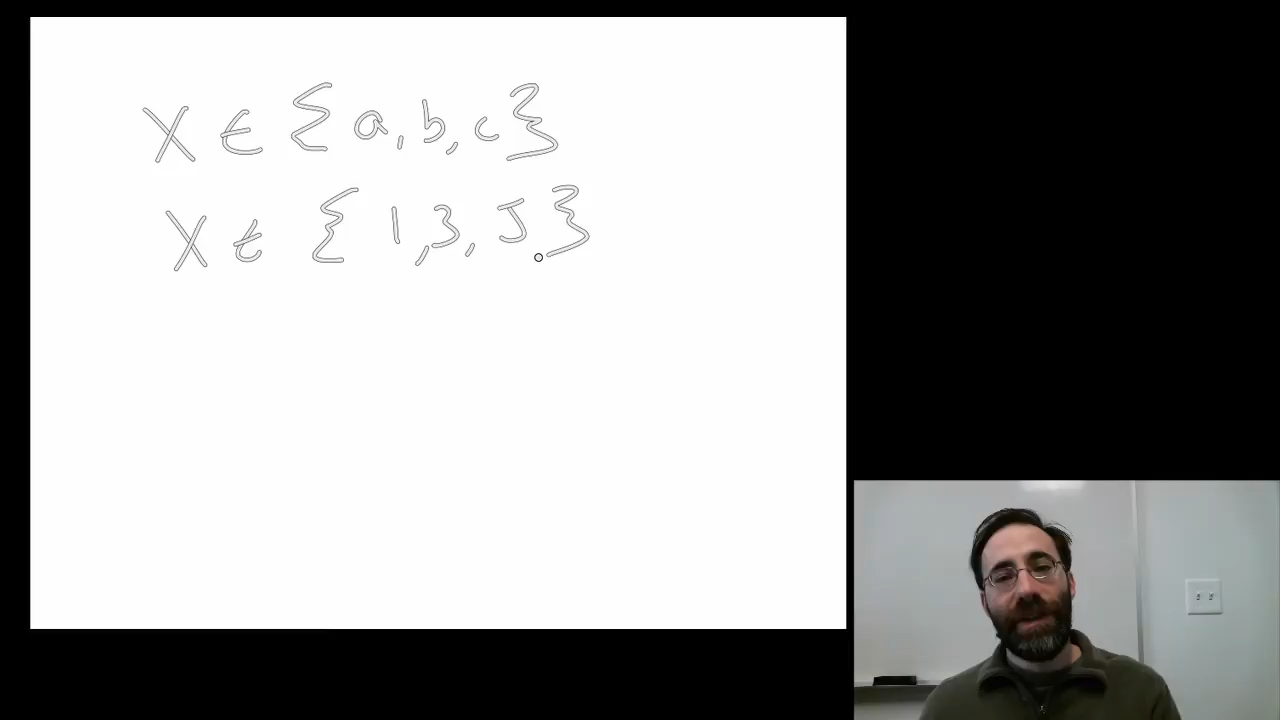 X ∈ {a, b, c}
X ∈ {1, 3, 5}